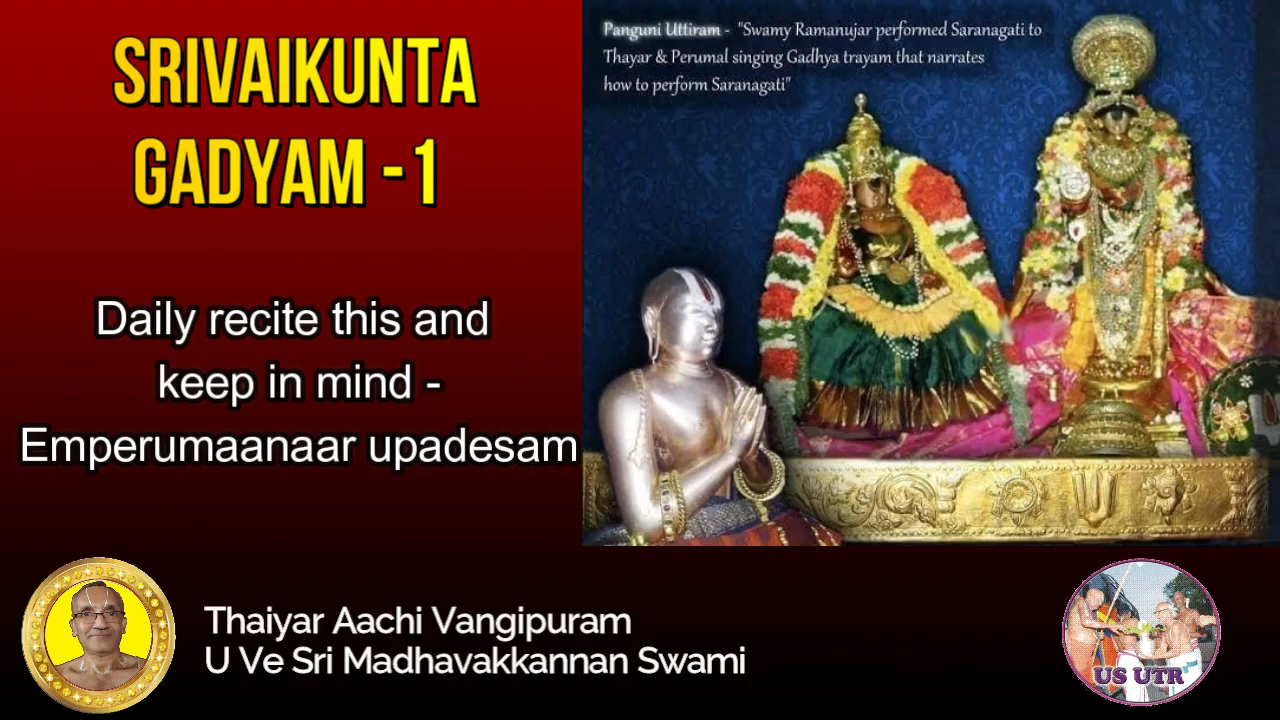 SRIVAIKUNTA
GADYAM -1
Daily recite this and
keep in mind -
Emperumaanaar upadesam
Panguni Uttiram - "Swamy Ramanujar performed Saranagati to
Thayar & Perumal singing Gadhya trayam that narrates
how to perform Saranagati"
Thaiyar Aachi Vangipuram
U Ve Sri Madhavakkannan Swami
US UTR